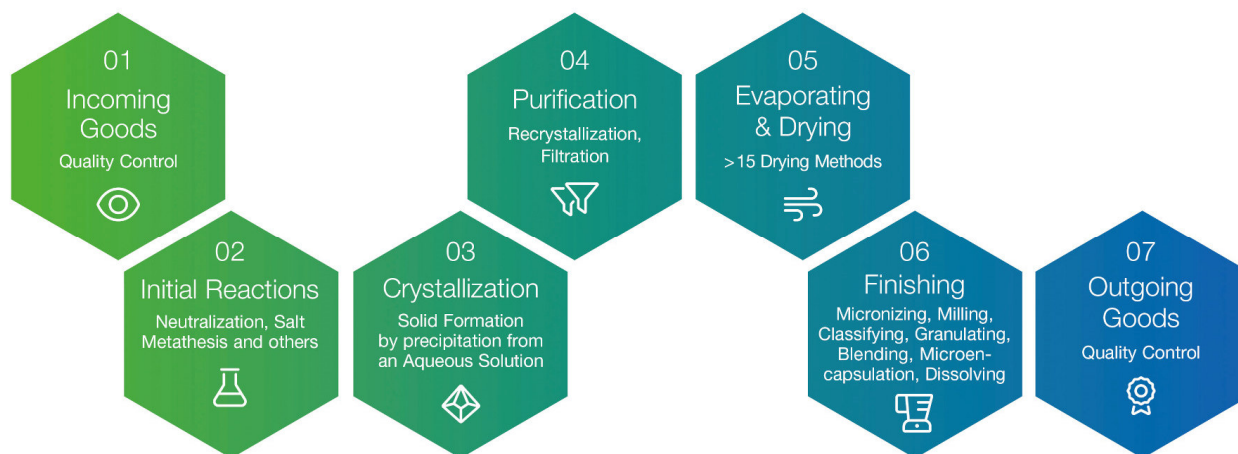 01
Incoming
Goods
Quality Control
02
Initial Reactions
Neutralization, Salt
Metathesis and others
03
Crystallization
Solid Formation
by precipitation from
an Aqueous Solution
04
Purification
Recrystallization,
Filtration
05
Evaporating
& Drying
>15 Drying Methods
06
Finishing
Micronizing, Milling,
Classifying, Granulating,
Blending, Microen-
capsulation, Dissolving
07
Outgoing
Goods
Quality Control